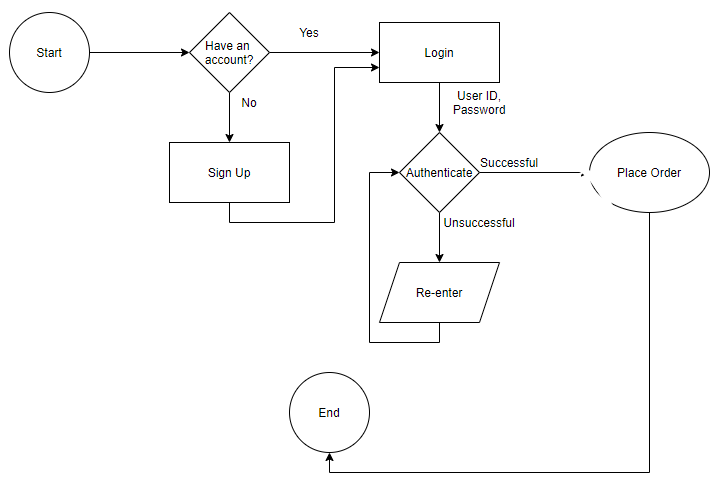 Start
Have an
account?
Yes
Login
No
User ID,
Password
Sign Up
Authenticate
Successful
Place Order
Unsuccessful
Re-enter
End